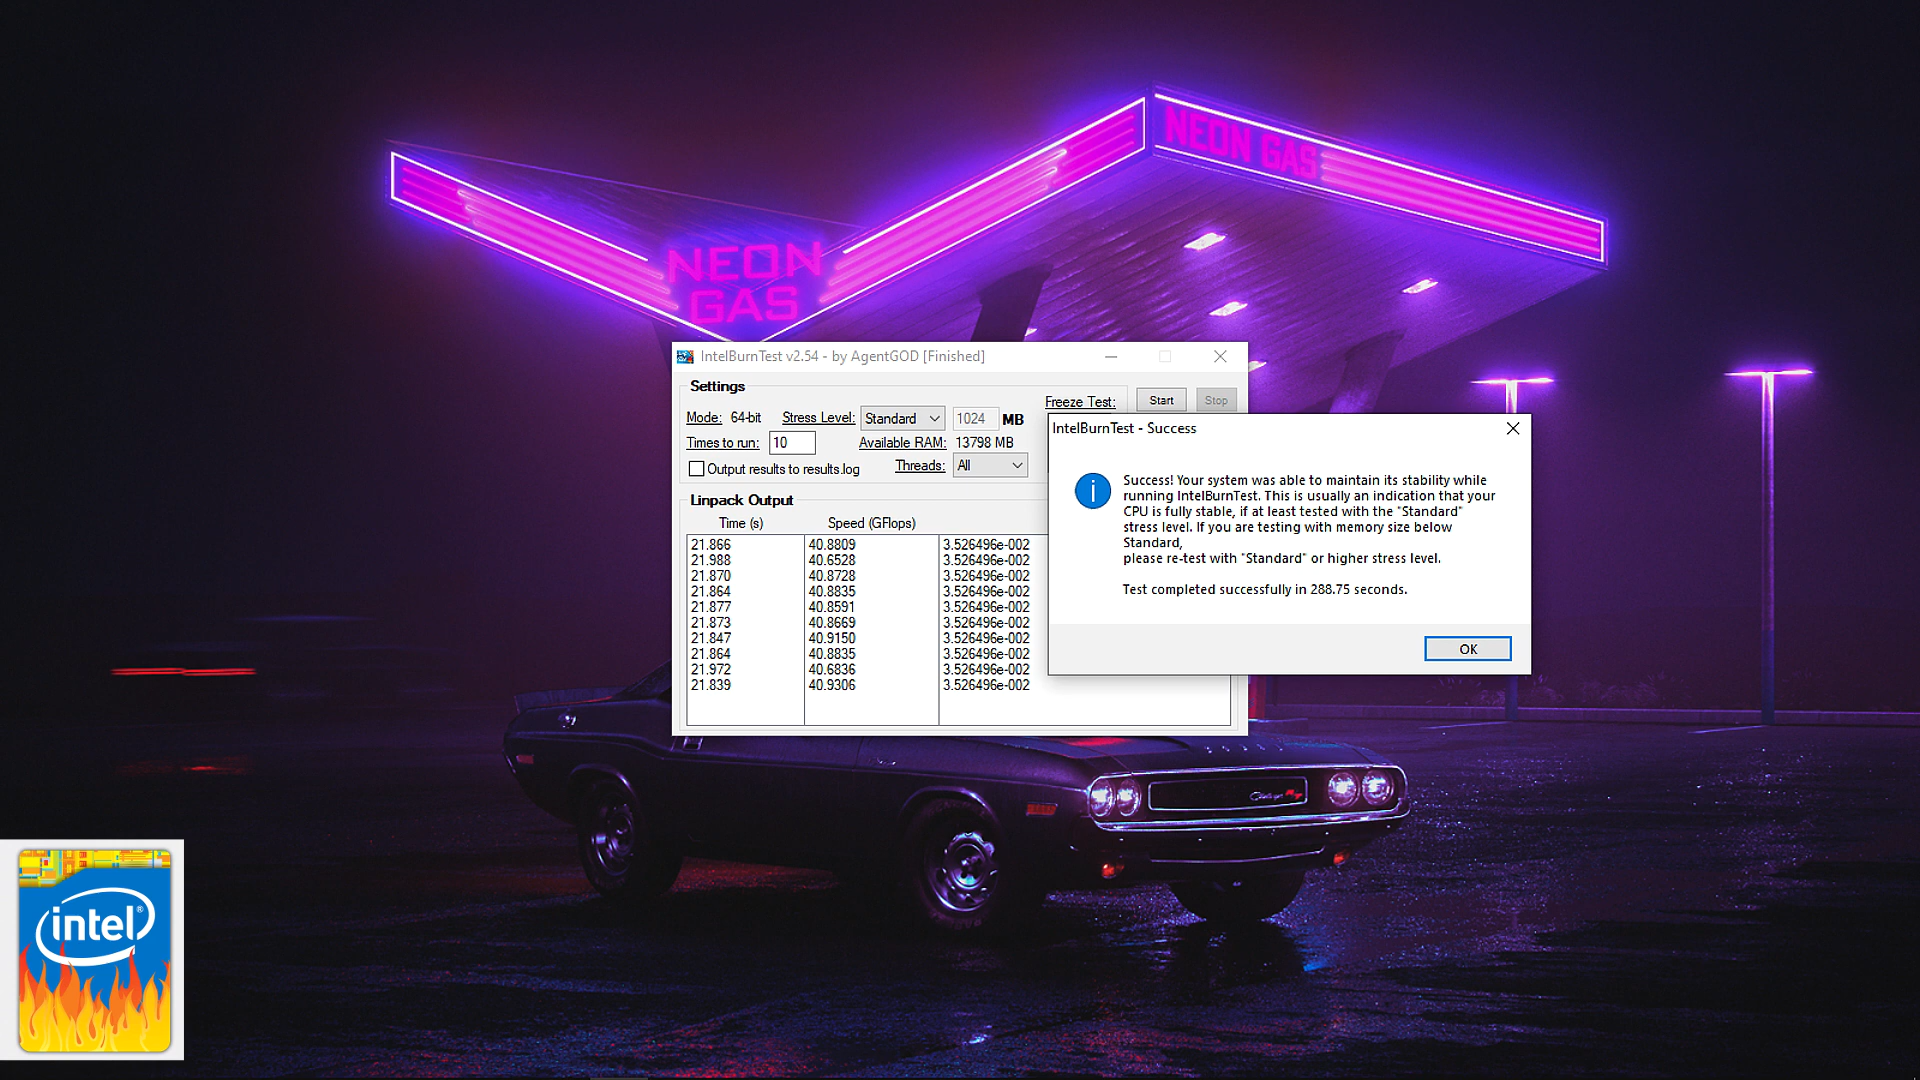 NEON GAS
NEON
GAS
IntelBurnTest v2.54 - by AgentGOD [Finished]
Settings
Mode: 64-bit Stress Level: Standard 1024 MB
Freeze Test: Start Stop
Times to run: 10 Available RAM: 13798 MB
Output results to results.log Threads: All
Linpack Output
Time (s) Speed (GFlops)
21.866 40.8809 3.526496e-002
21.988 40.6528 3.526496e-002
21.870 40.8728 3.526496e-002
21.864 40.8835 3.526496e-002
21.877 40.8591 3.526496e-002
21.873 40.8669 3.526496e-002
21.847 40.9150 3.526496e-002
21.864 40.8835 3.526496e-002
21.972 40.6836 3.526496e-002
21.839 40.9306 3.526496e-002
IntelBurnTest - Success
Success! Your system was able to maintain its stability while
running IntelBurnTest. This is usually an indication that your
CPU is fully stable, if at least tested with the "Standard"
stress level. If you are testing with memory size below
Standard,
please re-test with "Standard" or higher stress level.
Test completed successfully in 288.75 seconds.
OK
Challenger R/T
intel®